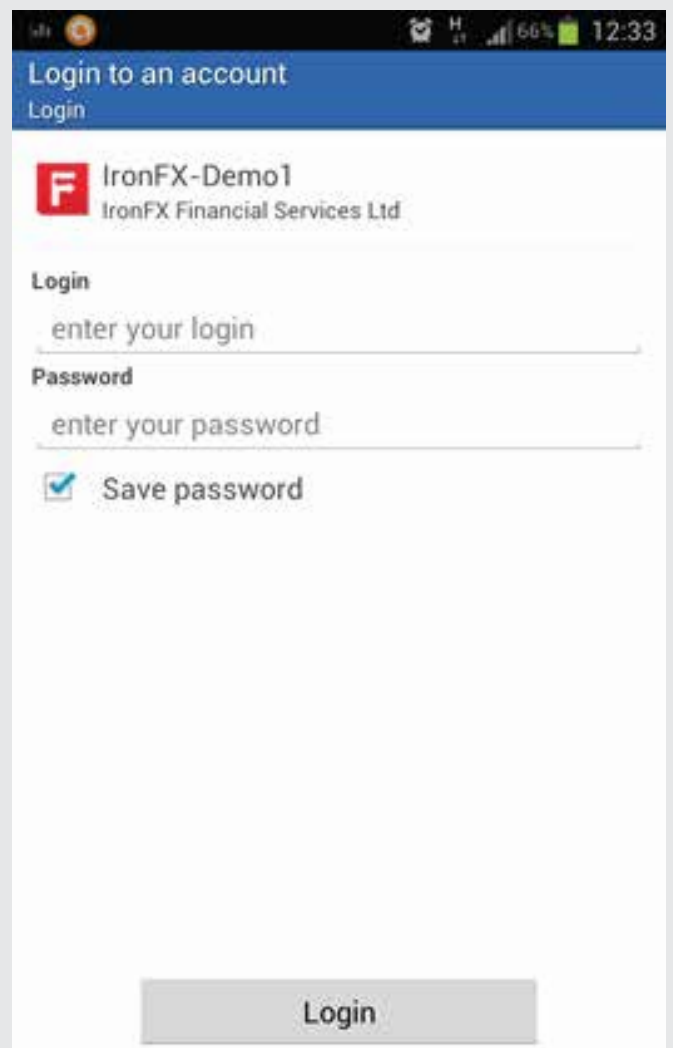 H 66% 12:33
Login to an account
Login
F IronFX-Demo1
IronFX Financial Services Ltd
Login
enter your login
Password
enter your password
Save password
Login